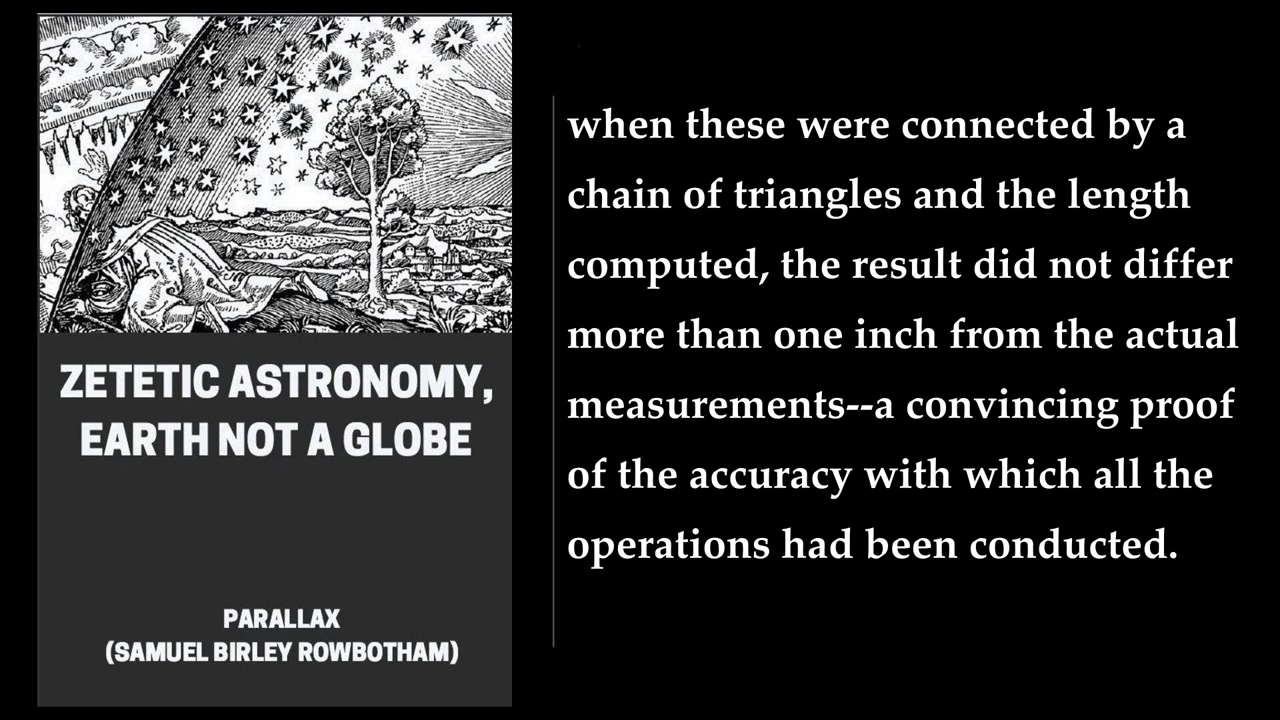 ZETETIC ASTRONOMY,
EARTH NOT A GLOBE
PARALLAX
(SAMUEL BIRLEY ROWBOTHAM)
when these were connected by a
chain of triangles and the length
computed, the result did not differ
more than one inch from the actual
measurements--a convincing proof
of the accuracy with which all the
operations had been conducted.